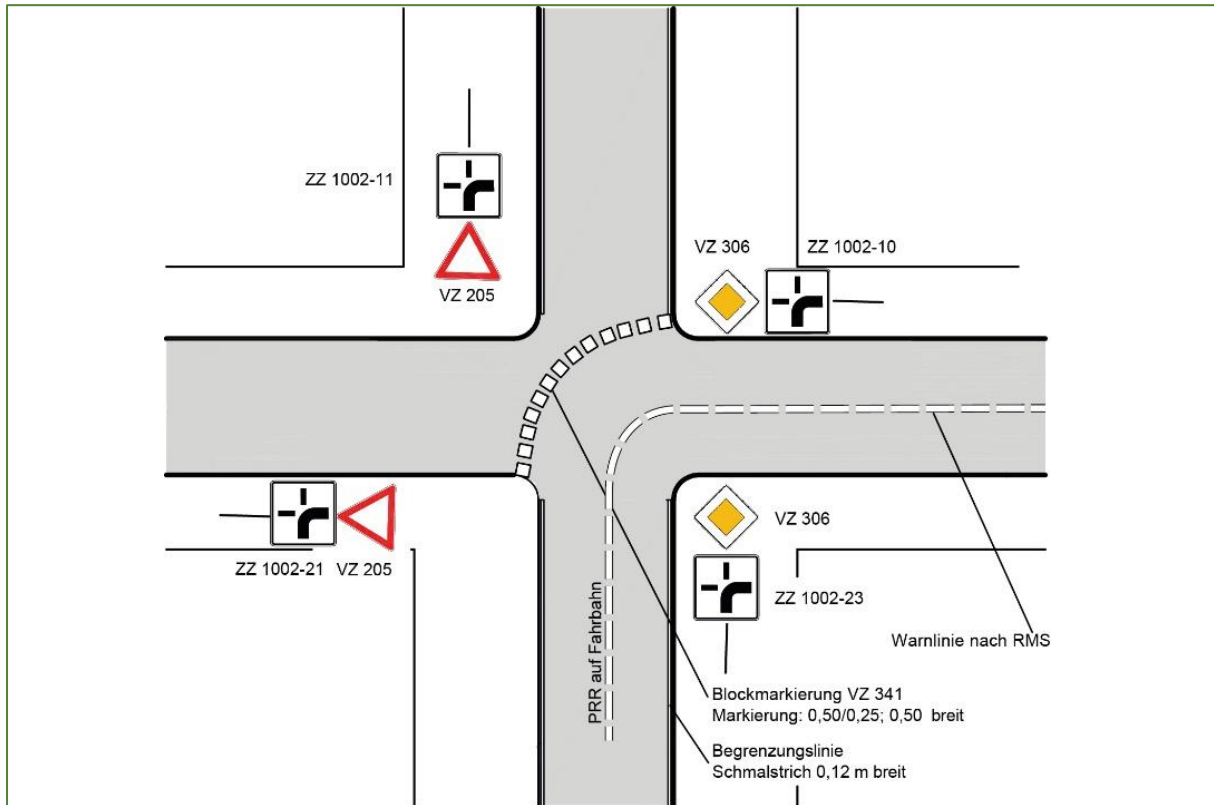 ZZ 1002-11
VZ 205
VZ 306
ZZ 1002-10
ZZ 1002-21
VZ 205
VZ 306
ZZ 1002-23
PRR auf Fahrbahn
Warnlinie nach RMS
Blockmarkierung VZ 341
Markierung: 0,50/0,25; 0,50 breit
Begrenzungslinie
Schmalstrich 0,12 m breit